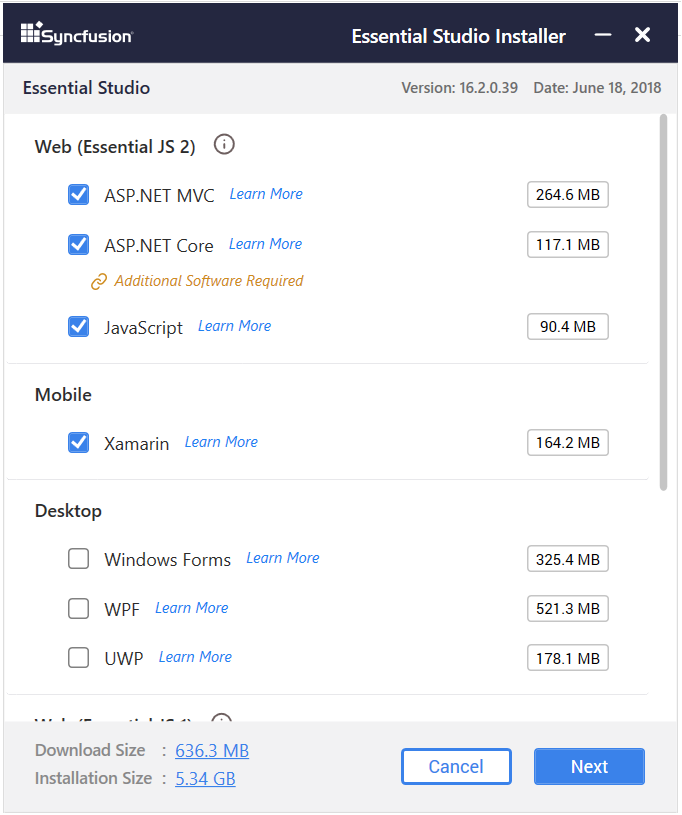 Syncfusion Essential Studio Installer
Essential Studio Version: 16.2.0.39 Date: June 18, 2018
Web (Essential JS 2)
ASP.NET MVC Learn More 264.6 MB
ASP.NET Core Learn More 117.1 MB
Additional Software Required
JavaScript Learn More 90.4 MB
Mobile
Xamarin Learn More 164.2 MB
Desktop
Windows Forms Learn More 325.4 MB
WPF Learn More 521.3 MB
UWP Learn More 178.1 MB
Web (Essential JS 1)
Download Size : 636.3 MB
Installation Size : 5.34 GB
Cancel Next